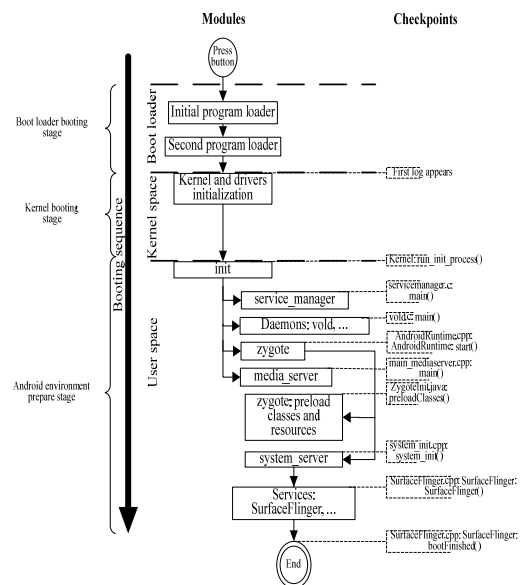 Modules
Checkpoints
Press
button
Boot loader booting
stage
Boot loader
Initial program loader
Second program loader
Kernel booting
stage
Kernel space
Kernel and drivers
initialization
First log appears
Booting sequence
init
Kernel: run_init_process()
Android environment
prepare stage
User space
service_manager
servicemanager.c:
main()
Daemons: vold, ...
vold.c: main()
zygote
AndroidRuntime.cpp:
AndroidRuntime: start()
media_server
main_mediaserver.cpp:
main()
zygote: preload
classes and
resources
ZygoteInit.java:
preloadClasses()
system_server
system_init.cpp:
system_init()
Services:
SurfaceFlinger, ...
SurfaceFlinger.cpp: SurfaceFlinger:
SurfaceFlinger()
End
SurfaceFlinger.cpp: SurfaceFlinger:
bootFinished()